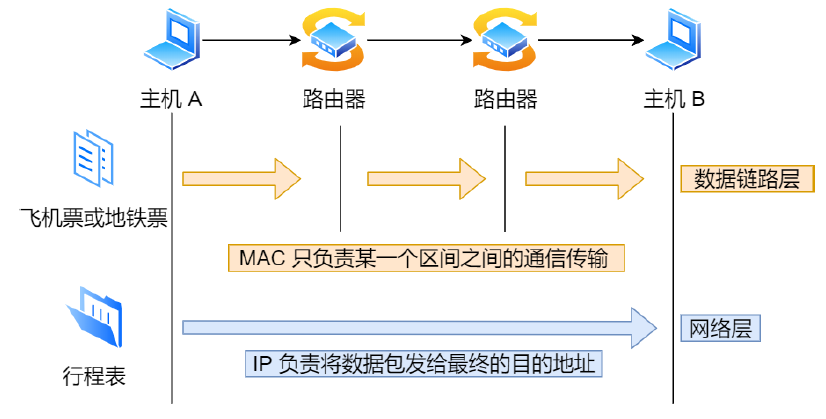 主机 A
路由器
路由器
主机 B
飞机票或地铁票
数据链路层
MAC 只负责某一个区间之间的通信传输
行程表
网络层
IP 负责将数据包发给最终的目的地址